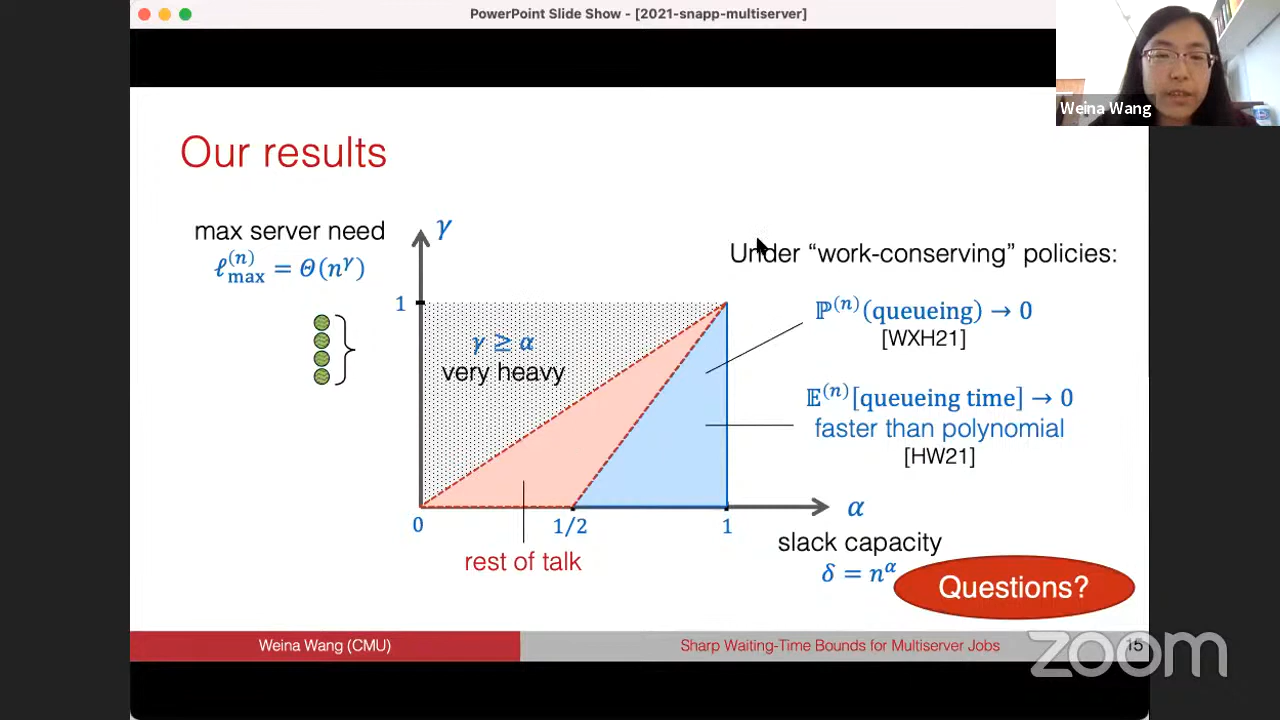 PowerPoint Slide Show - [2021-snapp-multiserver]
Weina Wang
Our results
max server need
ℓ_max^(n) = Θ(n^γ)
γ
Under “work-conserving” policies:
1
ℙ^(n)(queueing) → 0
[WXH21]
γ ≥ α
very heavy
𝔼^(n)[queueing time] → 0
faster than polynomial
[HW21]
0
1/2
1
α
rest of talk
slack capacity
δ = n^α
Questions?
Weina Wang (CMU)
Sharp Waiting-Time Bounds for Multiserver Jobs
15
zoom